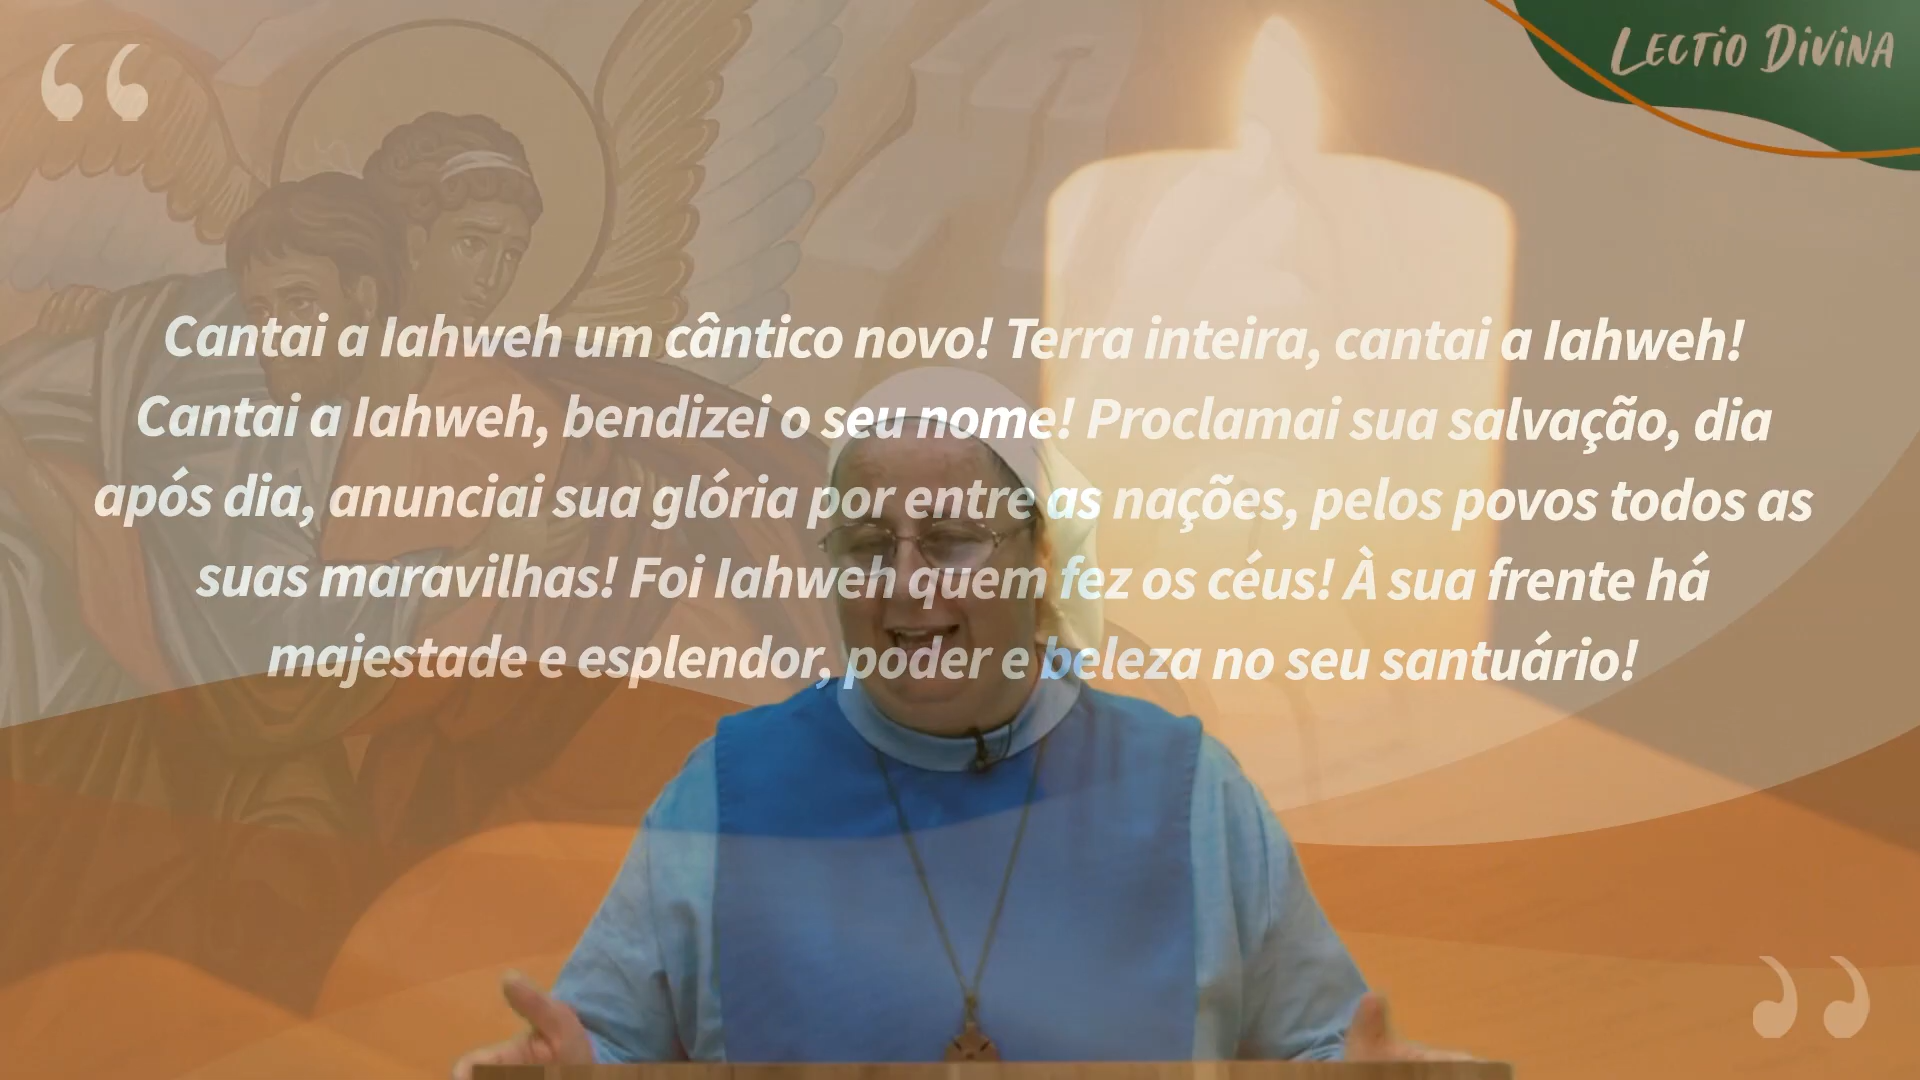 Lectio Divina
“
Cantai a Iahweh um cântico novo! Terra inteira, cantai a Iahweh!
Cantai a Iahweh, bendizei o seu nome! Proclamai sua salvação, dia
após dia, anunciai sua glória por entre as nações, pelos povos todos as
suas maravilhas! Foi Iahweh quem fez os céus! À sua frente há
majestade e esplendor, poder e beleza no seu santuário!
”